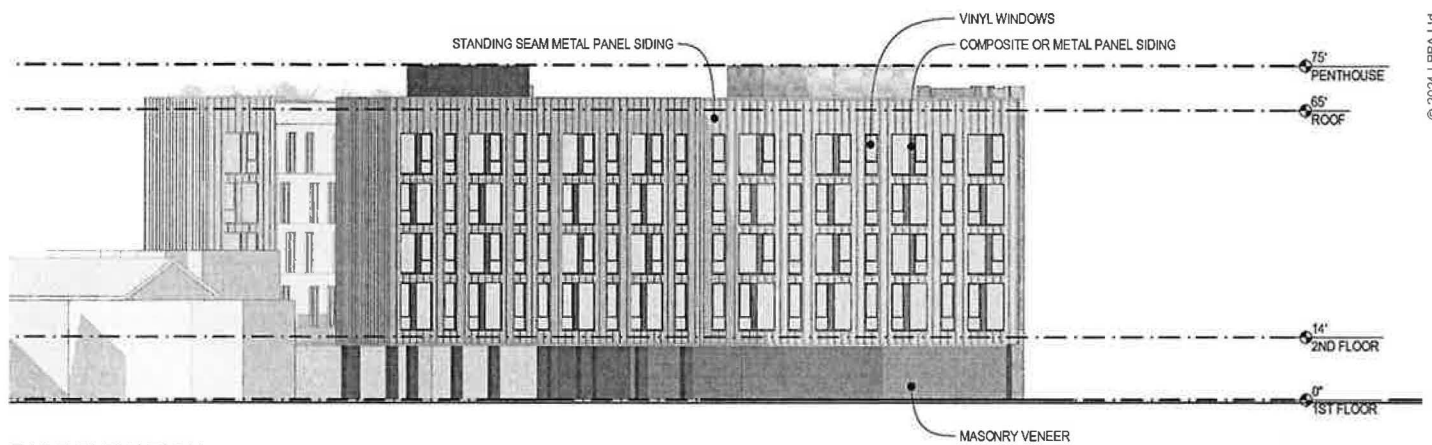 VINYL WINDOWS
STANDING SEAM METAL PANEL SIDING
COMPOSITE OR METAL PANEL SIDING
75'
PENTHOUSE
65'
ROOF
14'
2ND FLOOR
0"
1ST FLOOR
MASONRY VENEER
© 2024